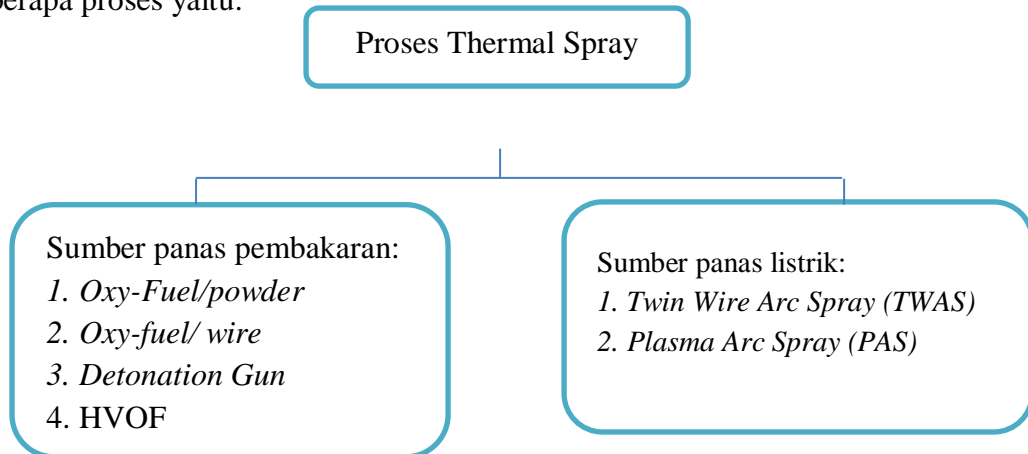 berapa proses yaitu:
Proses Thermal Spray
Sumber panas pembakaran:
1. Oxy-Fuel/powder
2. Oxy-fuel/ wire
3. Detonation Gun
4. HVOF
Sumber panas listrik:
1. Twin Wire Arc Spray (TWAS)
2. Plasma Arc Spray (PAS)